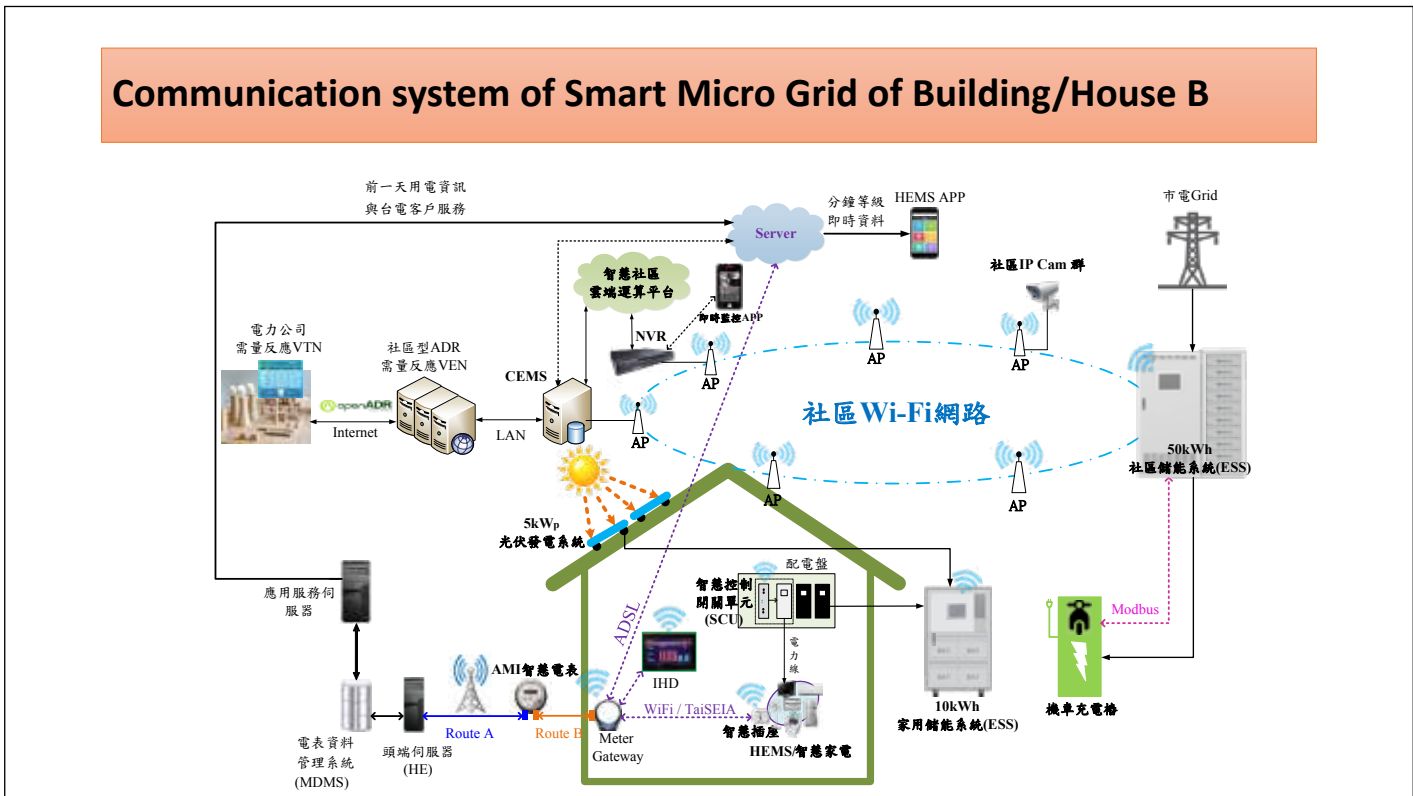 Communication system of Smart Micro Grid of Building/House B
前一天用電資訊
與台電客戶服務
Server
分鐘等級
即時資料
HEMS APP
市電Grid
智慧社區
雲端運算平台
即時監控APP
社區IP Cam 群
NVR
AP
AP
AP
電力公司
需量反應VTN
社區型ADR
需量反應VEN
CEMS
openADR
Internet
LAN
AP
社區Wi-Fi網路
AP
AP
50kWh
社區儲能系統(ESS)
5kWp
光伏發電系統
配電盤
智慧控制
開關單元
(SCU)
電力線
ADSL
應用服務伺
服器
Modbus
AMI智慧電表
IHD
WiFi / TaiSEIA
智慧插座
HEMS/智慧家電
10kWh
家用儲能系統(ESS)
機車充電樁
Route A
Route B
Meter
Gateway
電表資料
管理系統
(MDMS)
頭端伺服器
(HE)